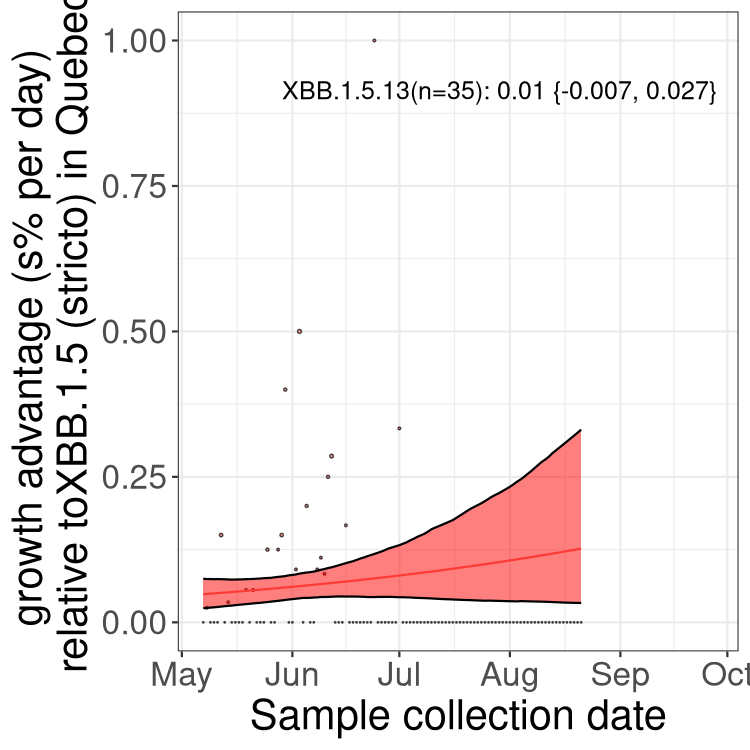 growth advantage (s% per day)
relative toXBB.1.5 (stricto) in Quebec
1.00
0.75
0.50
0.25
0.00
XBB.1.5.13(n=35): 0.01 {-0.007, 0.027}
May Jun Jul Aug Sep Oct
Sample collection date